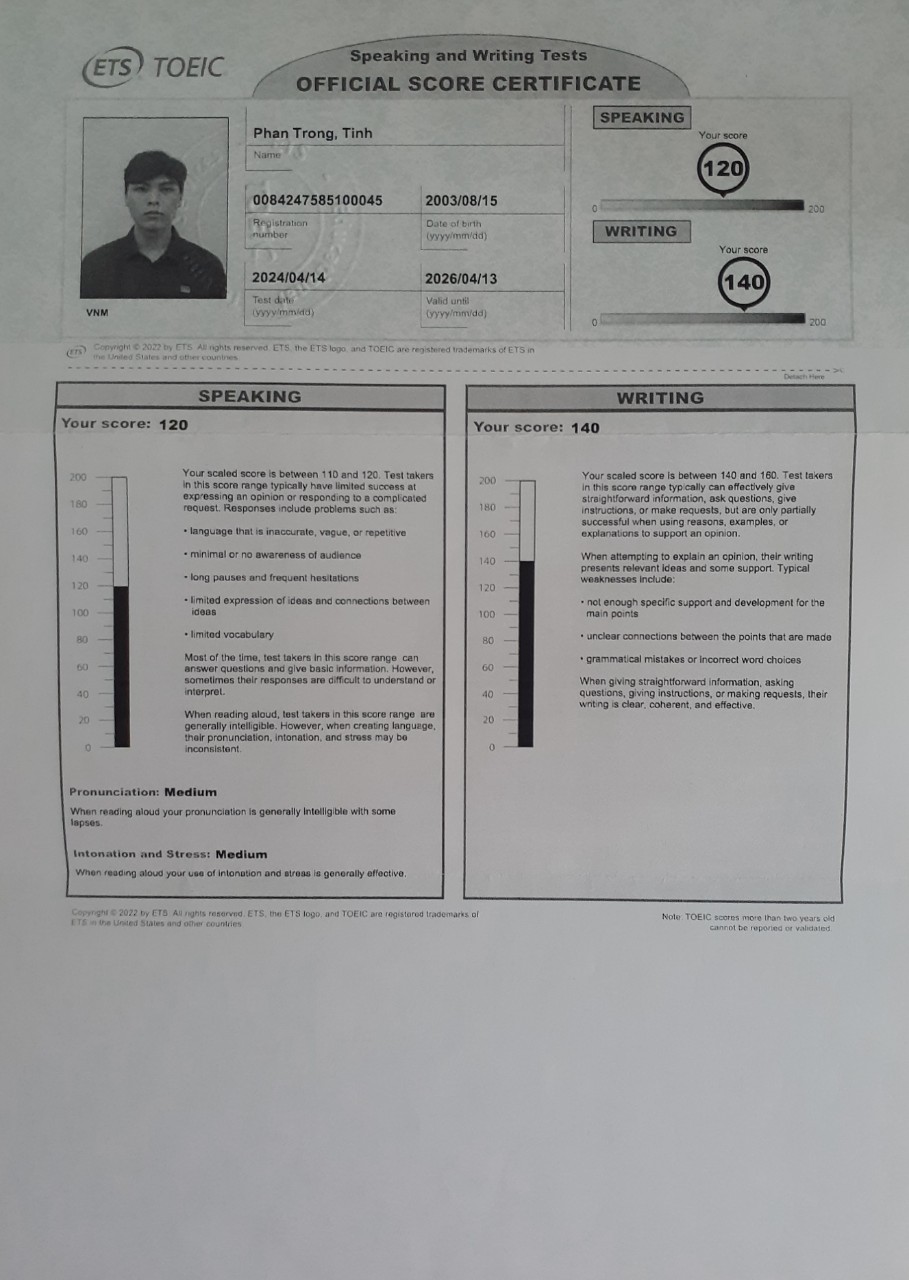 ETS TOEIC
Speaking and Writing Tests
OFFICIAL SCORE CERTIFICATE
Phan Trong, Tinh
Name
0084247585100045
Registration
number
2003/08/15
Date of birth
(yyyy/mm/dd)
2024/04/14
Test date
(yyyy/mm/dd)
2026/04/13
Valid until
(yyyy/mm/dd)
VNM
SPEAKING
Your score
120
0
200
WRITING
Your score
140
0
200
ETS
Copyright © 2022 by ETS. All rights reserved. ETS, the ETS logo, and TOEIC are registered trademarks of ETS in
the United States and other countries.
Detach Here
SPEAKING
Your score: 120
200
180
160
140
120
100
80
60
40
20
0
Your scaled score is between 110 and 120. Test takers
in this score range typically have limited success at
expressing an opinion or responding to a complicated
request. Responses include problems such as:
• language that is inaccurate, vague, or repetitive
• minimal or no awareness of audience
• long pauses and frequent hesitations
• limited expression of ideas and connections between
ideas
• limited vocabulary
Most of the time, test takers in this score range can
answer questions and give basic information. However,
sometimes their responses are difficult to understand or
interpret.
When reading aloud, test takers in this score range are
generally intelligible. However, when creating language,
their pronunciation, intonation, and stress may be
inconsistent.
Pronunciation: Medium
When reading aloud your pronunciation is generally intelligible with some
lapses.
Intonation and Stress: Medium
When reading aloud your use of intonation and stress is generally effective.
WRITING
Your score: 140
200
180
160
140
120
100
80
60
40
20
0
Your scaled score is between 140 and 160. Test takers
in this score range typically can effectively give
straightforward information, ask questions, give
instructions, or make requests, but are only partially
successful when using reasons, examples, or
explanations to support an opinion.
When attempting to explain an opinion, their writing
presents relevant ideas and some support. Typical
weaknesses include:
• not enough specific support and development for the
main points
• unclear connections between the points that are made
• grammatical mistakes or incorrect word choices
When giving straightforward information, asking
questions, giving instructions, or making requests, their
writing is clear, coherent, and effective.
Copyright © 2022 by ETS. All rights reserved. ETS, the ETS logo, and TOEIC are registered trademarks of
ETS in the United States and other countries.
Note: TOEIC scores more than two years old
cannot be reported or validated.